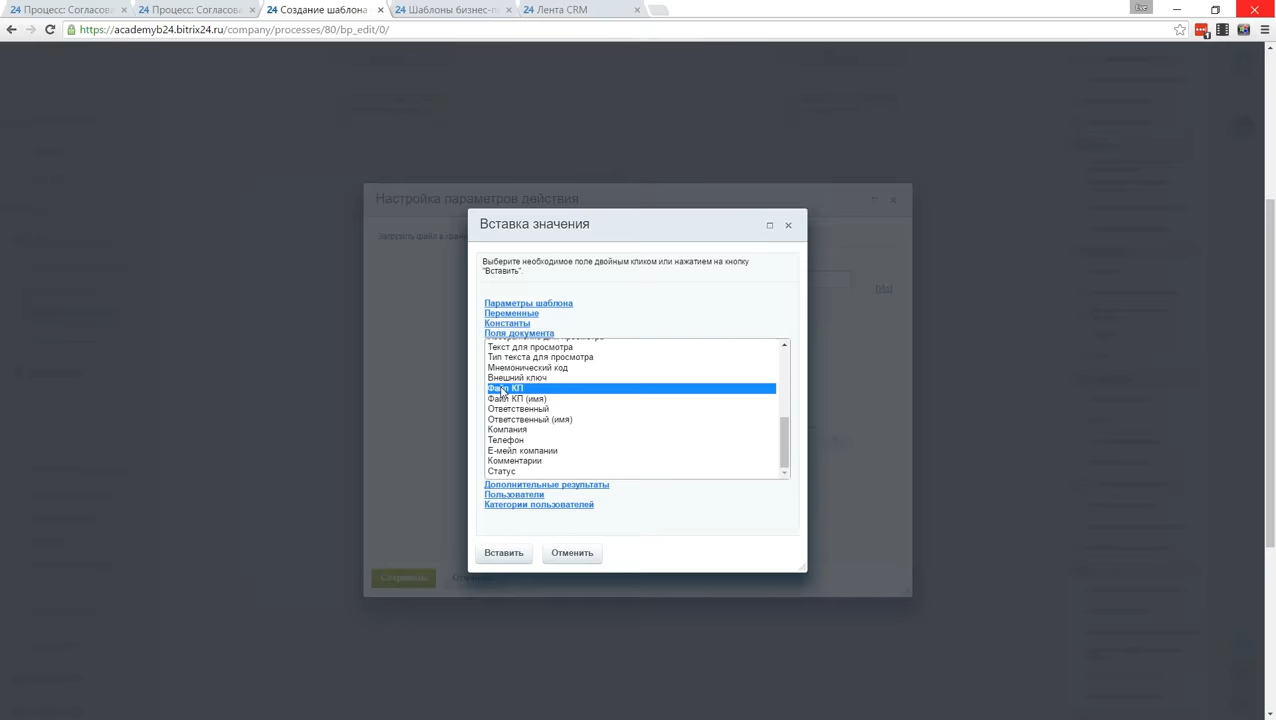 24 Процесс: Согласова
24 Процесс: Согласова
24 Создание шаблона
24 Шаблоны бизнес-п
24 Лента CRM
https://academyb24.bitrix24.ru/company/processes/80/bp_edit/0/
Настройка параметров действия
Вставка значения
Выберите необходимое поле двойным кликом или нажатием на кнопку
"Вставить".
Параметры шаблона
Переменные
Константы
Поля документа
Текст для просмотра
Тип текста для просмотра
Мнемонический код
Внешний ключ
Файл КП
Файл КП (имя)
Ответственный
Ответственный (имя)
Компания
Телефон
Е-мейл компании
Комментарии
Статус
Дополнительные результаты
Пользователи
Категории пользователей
Вставить
Отменить
Сохранить